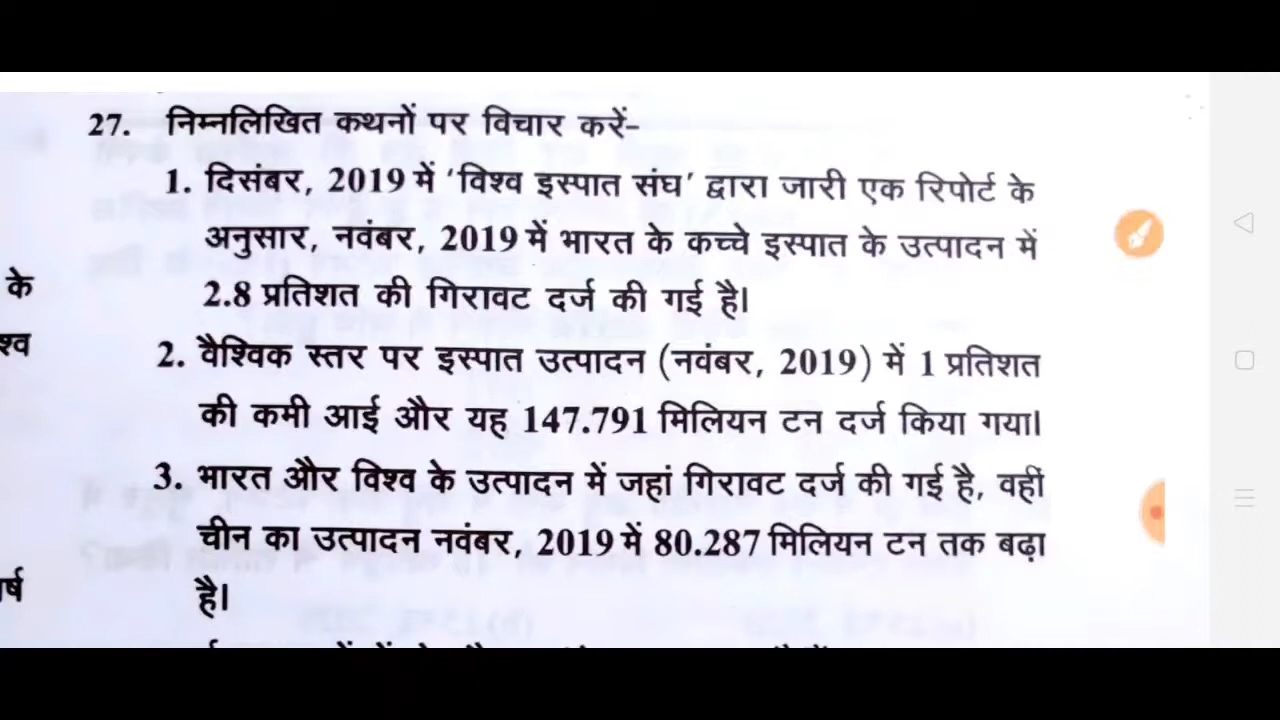 27. निम्नलिखित कथनों पर विचार करें-
1. दिसंबर, 2019 में 'विश्व इस्पात संघ' द्वारा जारी एक रिपोर्ट के
अनुसार, नवंबर, 2019 में भारत के कच्चे इस्पात के उत्पादन में
के
2.8 प्रतिशत की गिरावट दर्ज की गई है।
श्व
2. वैश्विक स्तर पर इस्पात उत्पादन (नवंबर, 2019) में 1 प्रतिशत
की कमी आई और यह 147.791 मिलियन टन दर्ज किया गया।
3. भारत और विश्व के उत्पादन में जहां गिरावट दर्ज की गई है, वहीं
चीन का उत्पादन नवंबर, 2019 में 80.287 मिलियन टन तक बढ़ा
र्ष
है।